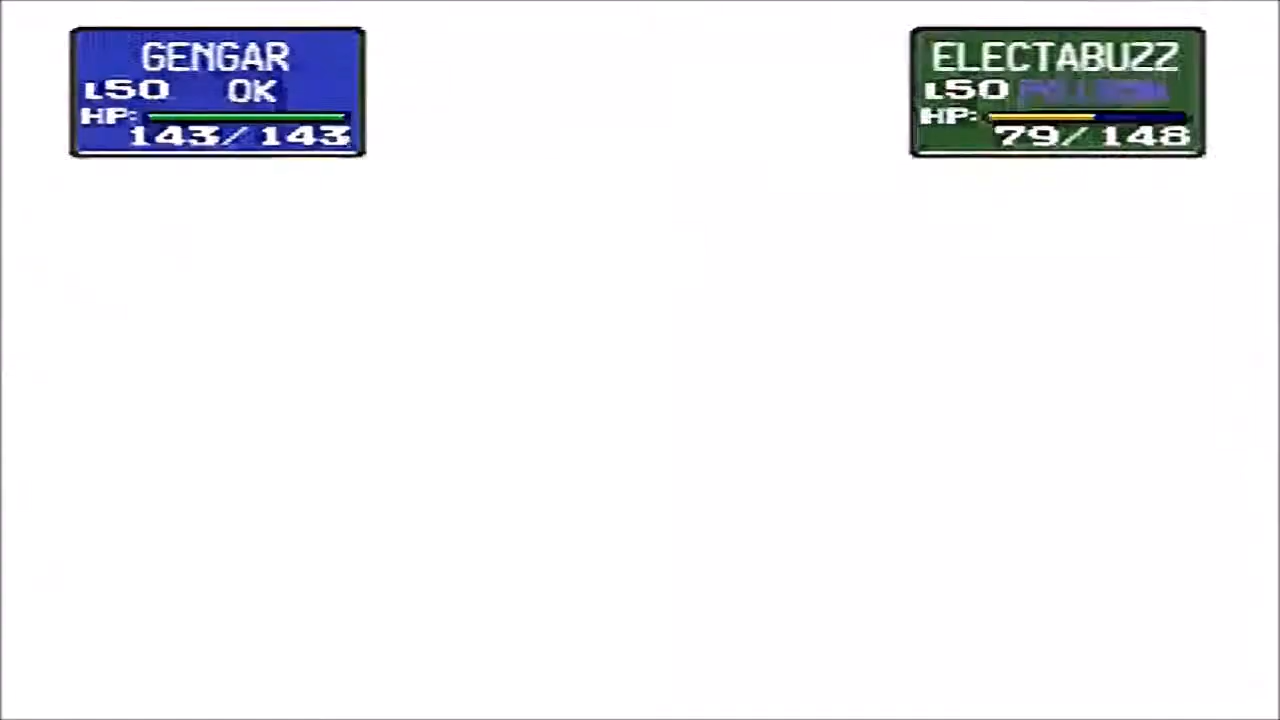 GENGAR
L50 OK
HP:
143/143
ELECTABUZZ
L50
HP:
79/148